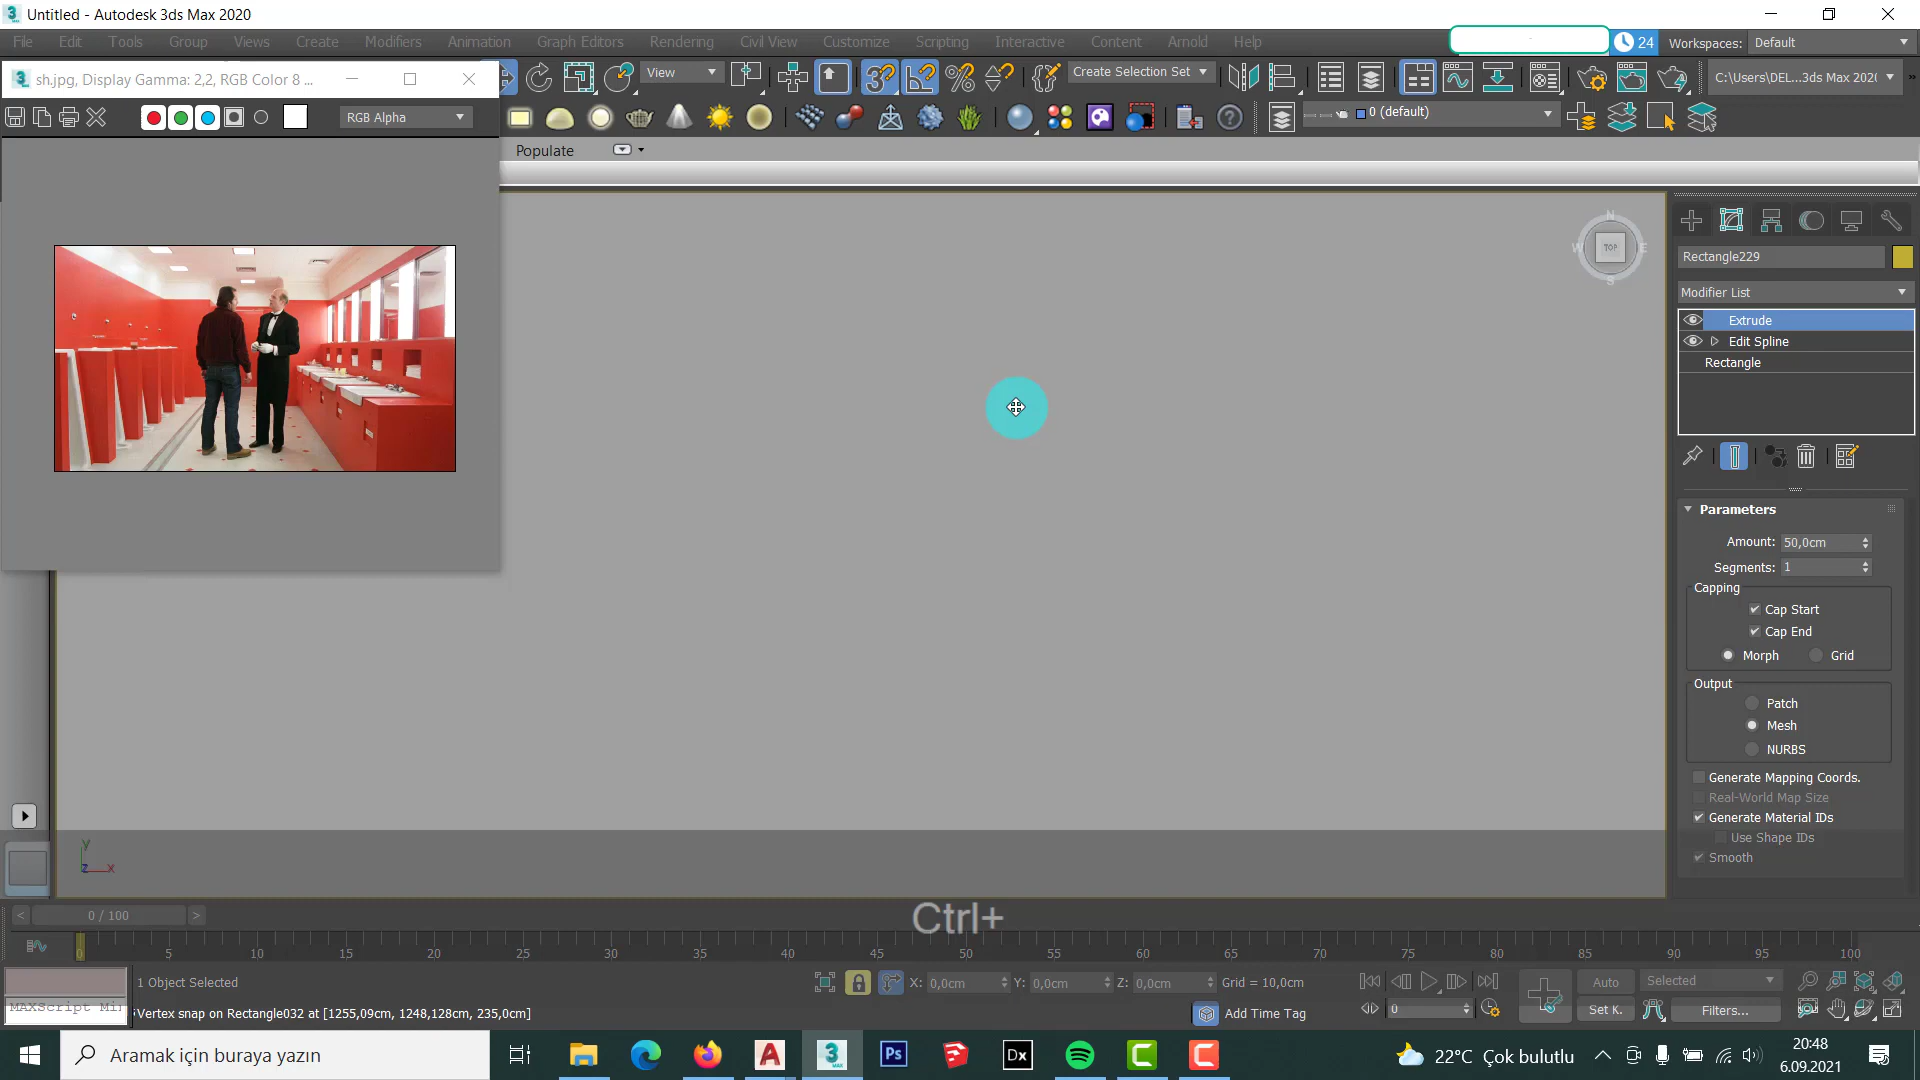 Untitled - Autodesk 3ds Max 2020
File Edit Tools Group Views Create Modifiers Animation Graph Editors Rendering Civil View Customize Scripting Interactive Content Arnold Help
24 Workspaces: Default
sh.jpg, Display Gamma: 2,2, RGB Color 8 ...
View
Create Selection Set
C:\Users\DEL...3ds Max 202(
RGB Alpha
0 (default)
Populate
N
W TOP E
S
Rectangle229
Modifier List
Extrude
Edit Spline
Rectangle
Parameters
Amount: 50,0cm
Segments: 1
Capping
Cap Start
Cap End
Morph Grid
Output
Patch
Mesh
NURBS
Generate Mapping Coords.
Real-World Map Size
Generate Material IDs
Use Shape IDs
Smooth
y
z x
Ctrl+
< 0 / 100 >
0 5 10 15 20 25 30 35 40 45 50 55 60 65 70 75 80 85 90 95 100
1 Object Selected
X: 0,0cm Y: 0,0cm Z: 0,0cm Grid = 10,0cm
Auto Selected
MAXScript Mi
Vertex snap on Rectangle032 at [1255,09cm, 1248,128cm, 235,0cm]
Add Time Tag
0
Set K. Filters...
Aramak için buraya yazın
Ps
Dx
22°C Çok bulutlu
20:48
6.09.2021